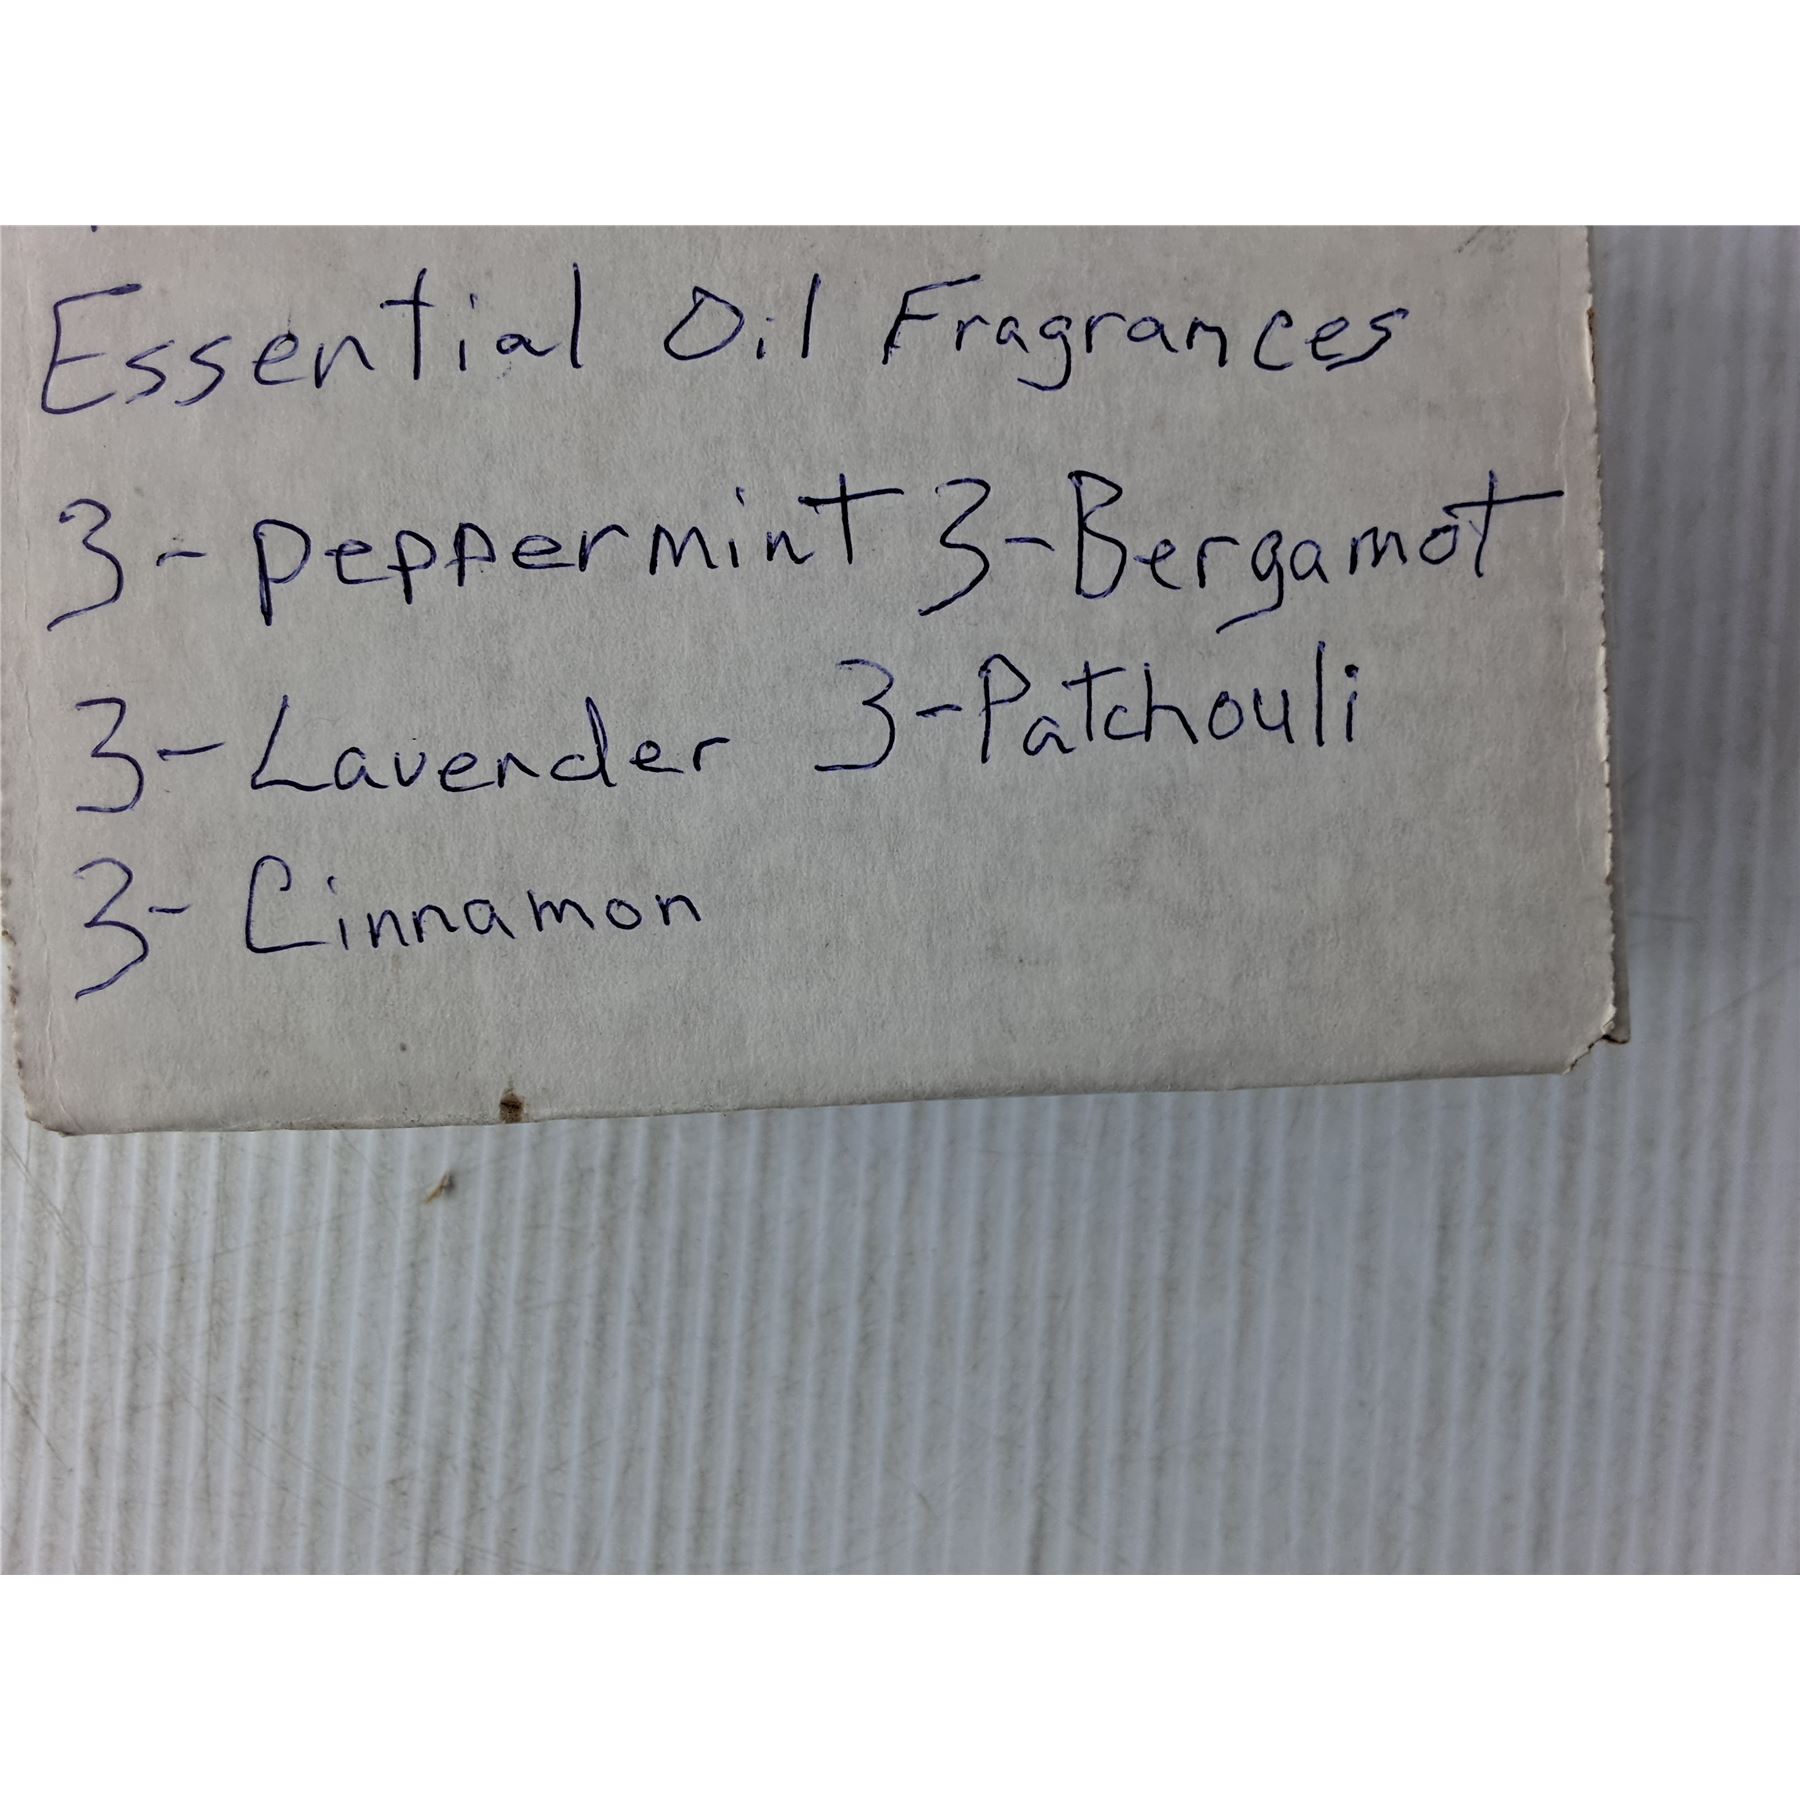 Essential Oil Fragrances
3- peppermint 3-Bergamot
3- Lavender 3-Patchouli
3- Cinnamon